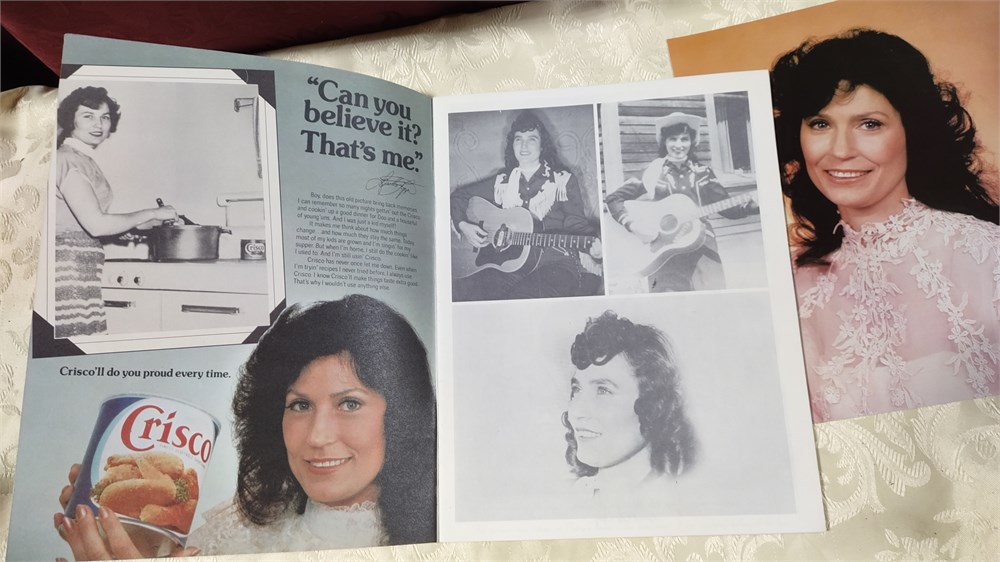 "Can you
believe it?
That's me."
Boy, does this old picture bring back memories.
I can remember so many nights gettin' out the Crisco
and cookin' up a good dinner for Doo and a houseful
of young'uns. And I was just a kid myself!
It makes me think about how much things
change...and how much they stay the same. Today,
most of my kids are grown and I'm singin' for my
supper. But when I'm home, I still do the cookin' like
I used to. And I'm still usin' Crisco.
Crisco has never once let me down. Even when
I'm tryin' recipes I never tried before, I always use
Crisco. I know Crisco'll make things taste extra good.
That's why I wouldn't use anything else.
Crisco
Crisco'll do you proud every time.
Crisco